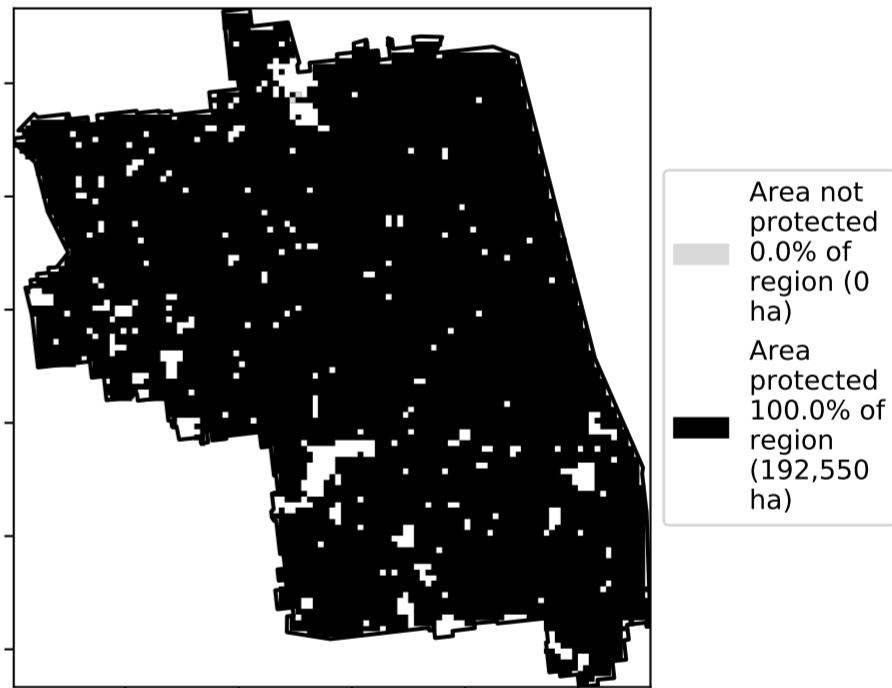 Area not
protected
0.0% of
region (0
ha)
Area
protected
100.0% of
region
(192,550
ha)